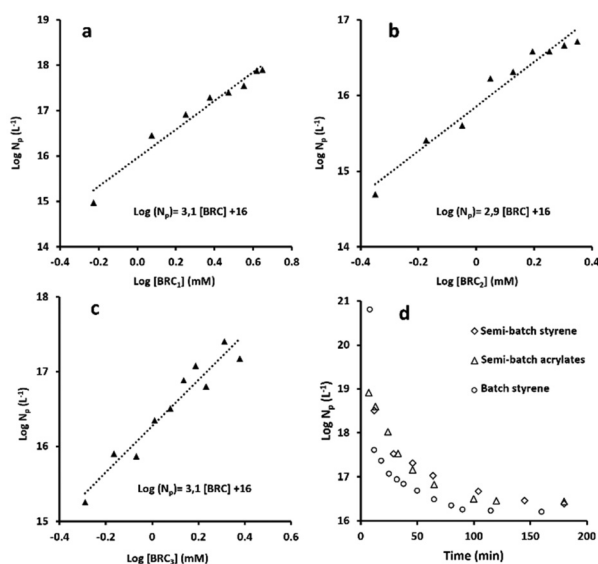 a
19
18
17
16
15
14
Log Np (L-1)
Log (Np)= 3,1 [BRC] +16
-0.4 -0.2 0.0 0.2 0.4 0.6 0.8
Log [BRC1] (mM)
b
17
16
15
14
Log Np (L-1)
Log (Np)= 2,9 [BRC] +16
-0.4 -0.2 0 0.2 0.4
Log [BRC2] (mM)
c
18
17
16
15
Log Np (L-1)
Log (Np)= 3,1 [BRC] +16
-0.4 -0.2 0.0 0.2 0.4 0.6
Log [BRC3] (mM)
d
21
20
19
18
17
16
Log Np (L-1)
Semi-batch styrene
Semi-batch acrylates
Batch styrene
0 50 100 150 200
Time (min)